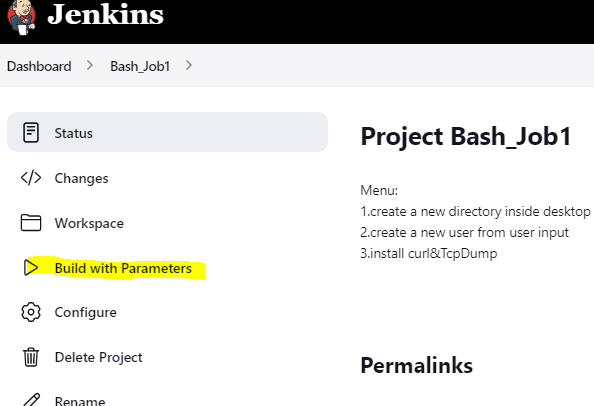 Jenkins
Dashboard > Bash_Job1 >
Status
Changes
Workspace
Build with Parameters
Configure
Delete Project
Rename
Project Bash_Job1
Menu:
1.create a new directory inside desktop
2.create a new user from user input
3.install curl&TcpDump
Permalinks